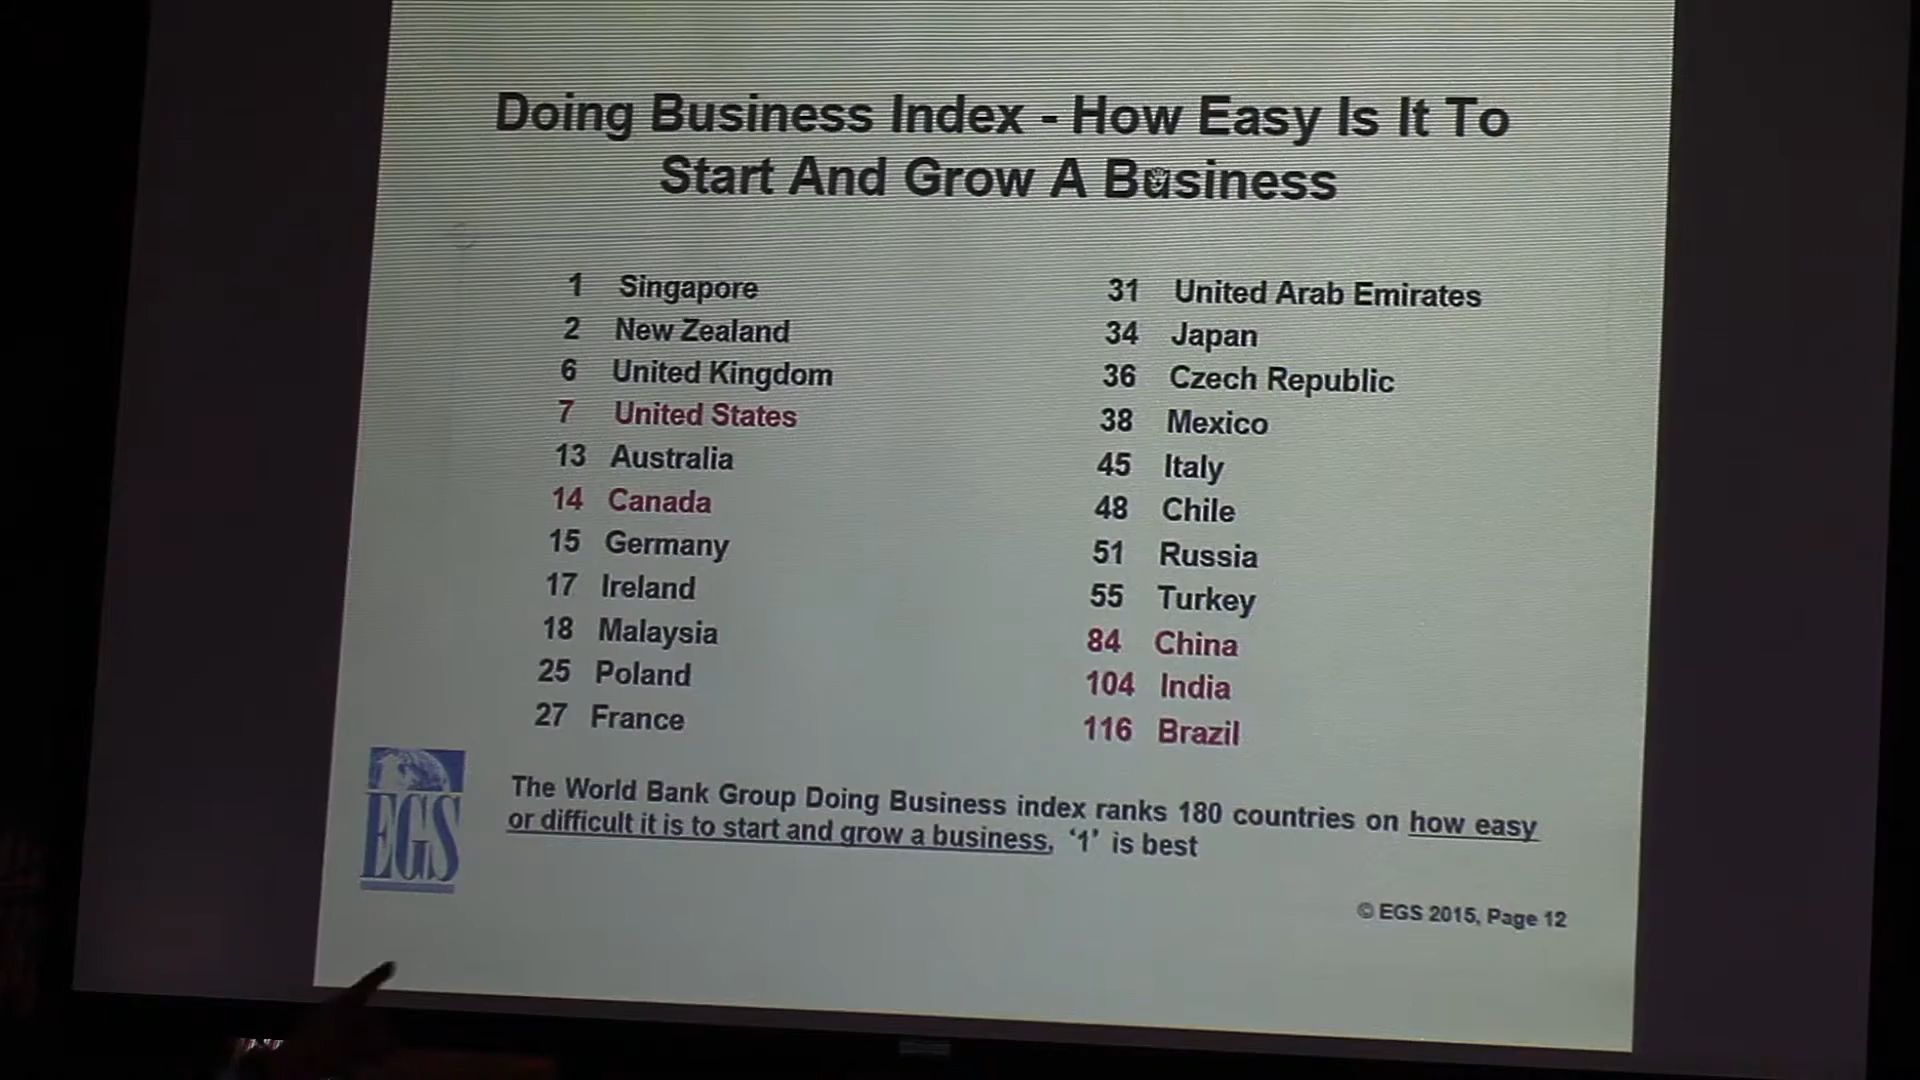 Doing Business Index - How Easy Is It To
Start And Grow A Business
1 Singapore
2 New Zealand
6 United Kingdom
7 United States
13 Australia
14 Canada
15 Germany
17 Ireland
18 Malaysia
25 Poland
27 France
31 United Arab Emirates
34 Japan
36 Czech Republic
38 Mexico
45 Italy
48 Chile
51 Russia
55 Turkey
84 China
104 India
116 Brazil
EGS
The World Bank Group Doing Business index ranks 180 countries on how easy
or difficult it is to start and grow a business, ‘1’ is best
© EGS 2015, Page 12